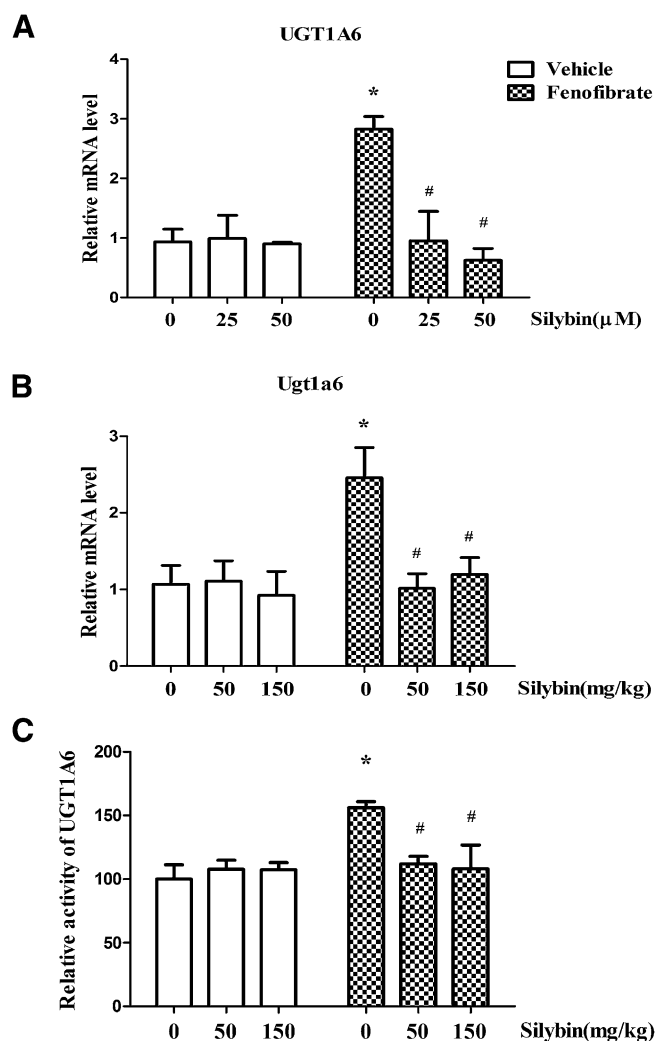 A
UGT1A6
Vehicle
Fenofibrate
Relative mRNA level
4
3
2
1
0
*
#
#
0 25 50 0 25 50 Silybin(μM)
B
Ugt1a6
Relative mRNA level
3
2
1
0
*
#
#
0 50 150 0 50 150 Silybin(mg/kg)
C
Relative activity of UGT1A6
200
150
100
50
0
*
#
#
0 50 150 0 50 150 Silybin(mg/kg)